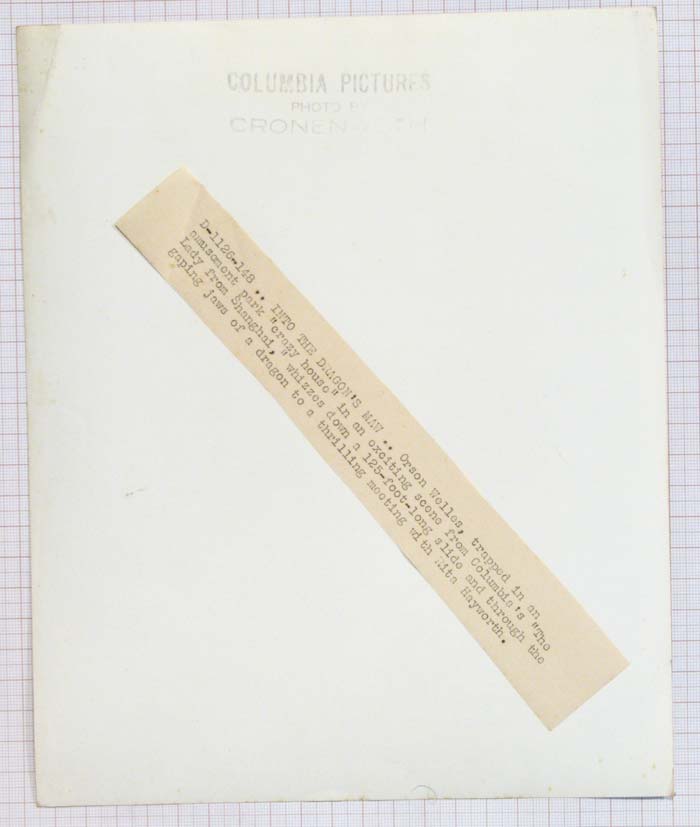 COLUMBIA PICTURES
PHOTO BY
CRONENWETH
D-1126-148 .. INTO THE DRAGON'S MAW .. Orson Welles, trapped in an
amusement park "crazy house" in an exciting scene from Columbia's "The
Lady from Shanghai," whizzes down a 125-foot-long slide and through the
gaping jaws of a dragon to a thrilling meeting with Rita Hayworth.